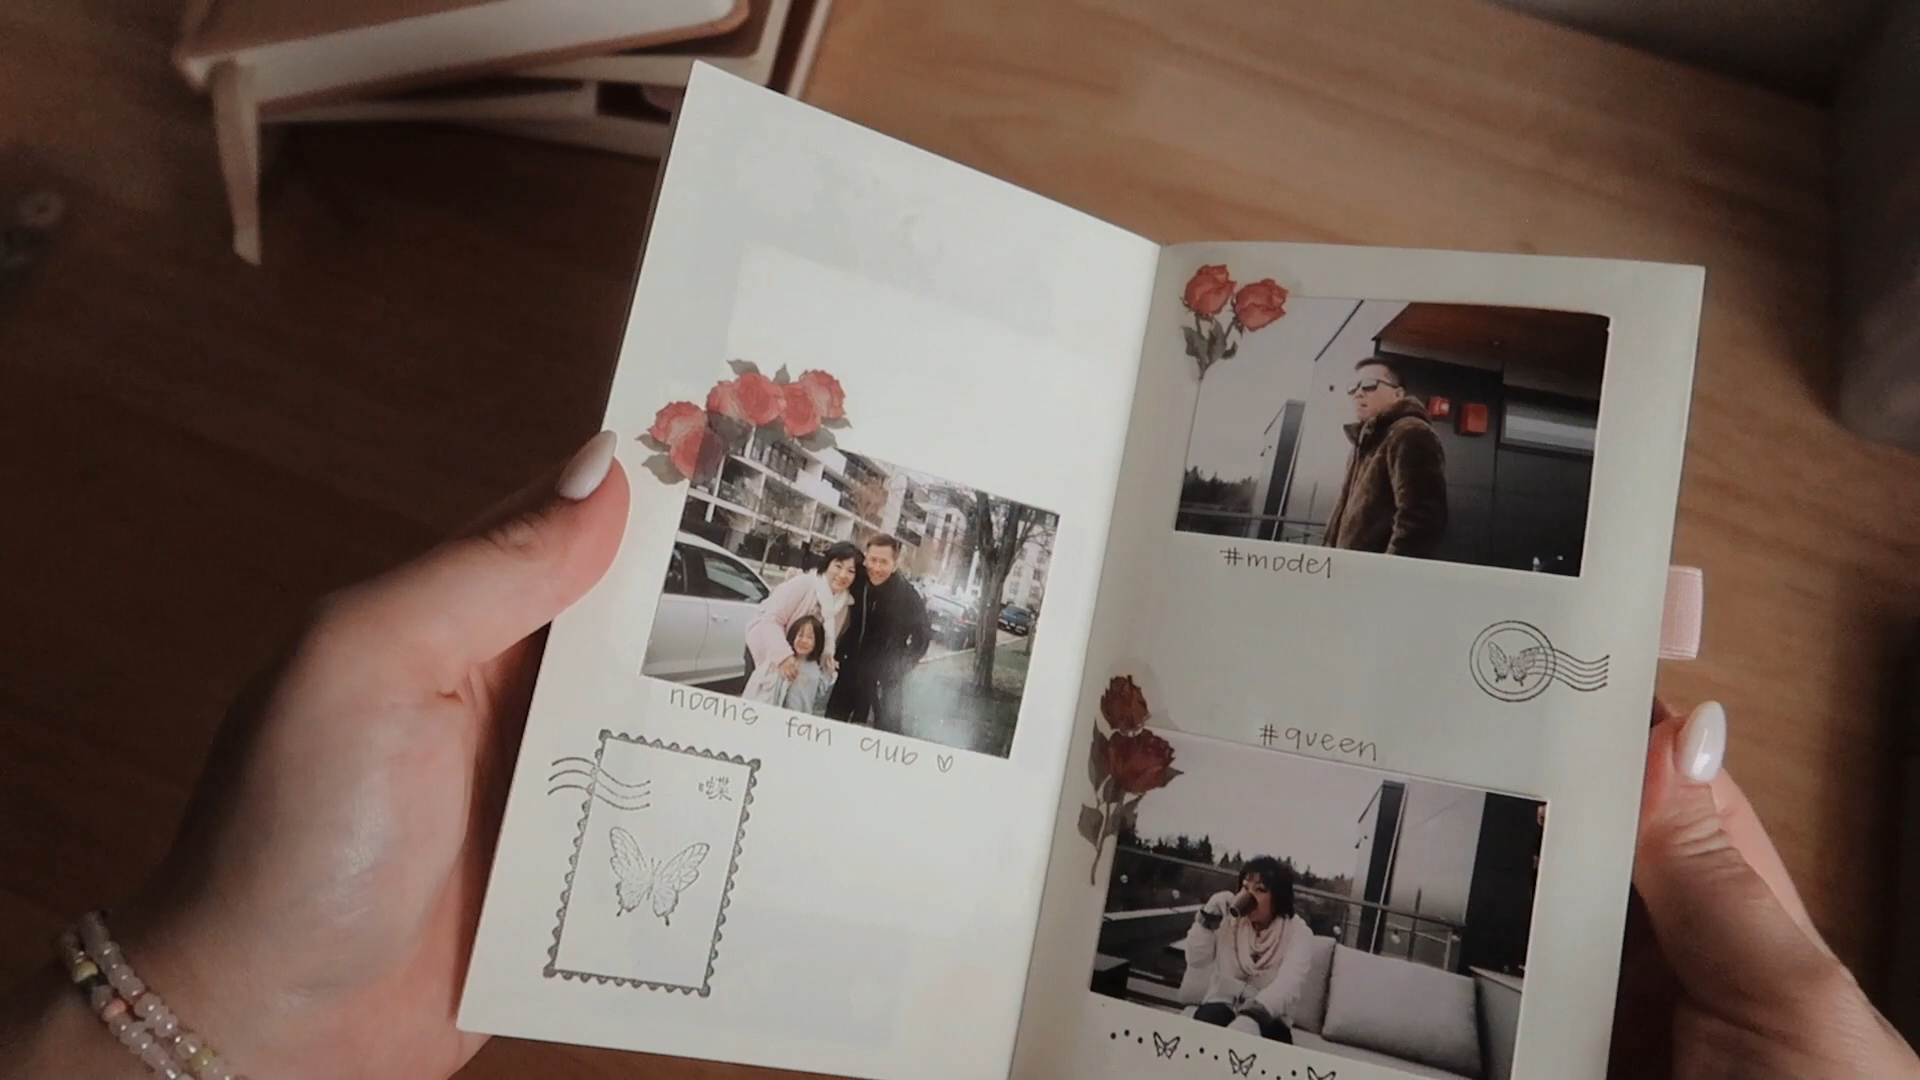 noah's fan club ♡
#model
#queen